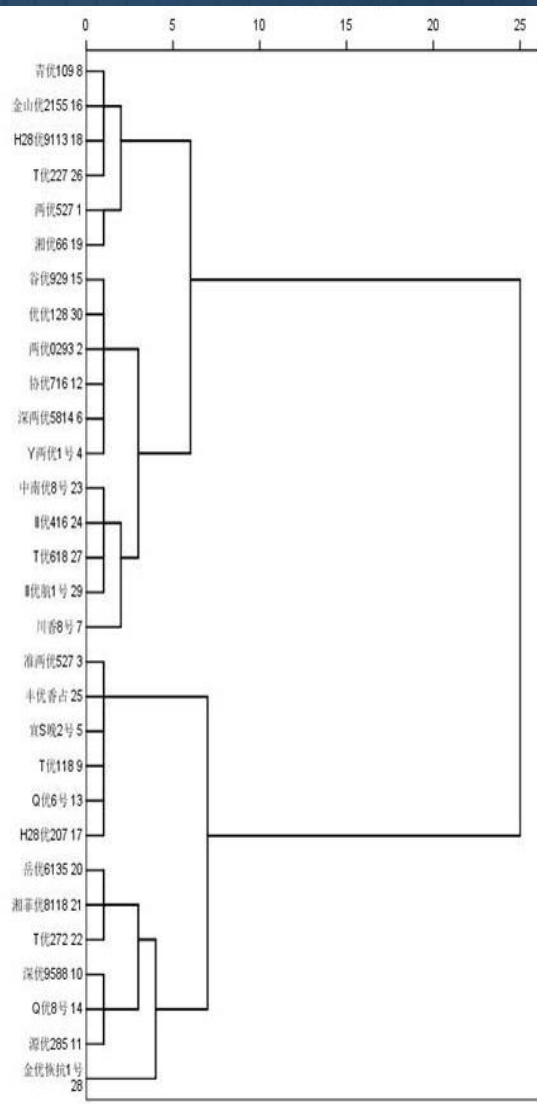 0 5 10 15 20 25
青优109 8
金山优2155 16
H28优9113 18
T优227 26
两优527 1
湘优66 19
谷优929 15
优优128 30
两优0293 2
协优716 12
深两优5814 6
Y两优1号 4
中南优8号 23
Ⅱ优416 24
T优618 27
Ⅱ优航1号 29
川香8号 7
准两优527 3
丰优香占 25
宜S晚2号 5
T优118 9
Q优6号 13
H28优207 17
岳优6135 20
湘菲优8118 21
T优272 22
深优9588 10
Q优8号 14
源优285 11
金优恢抗1号
28